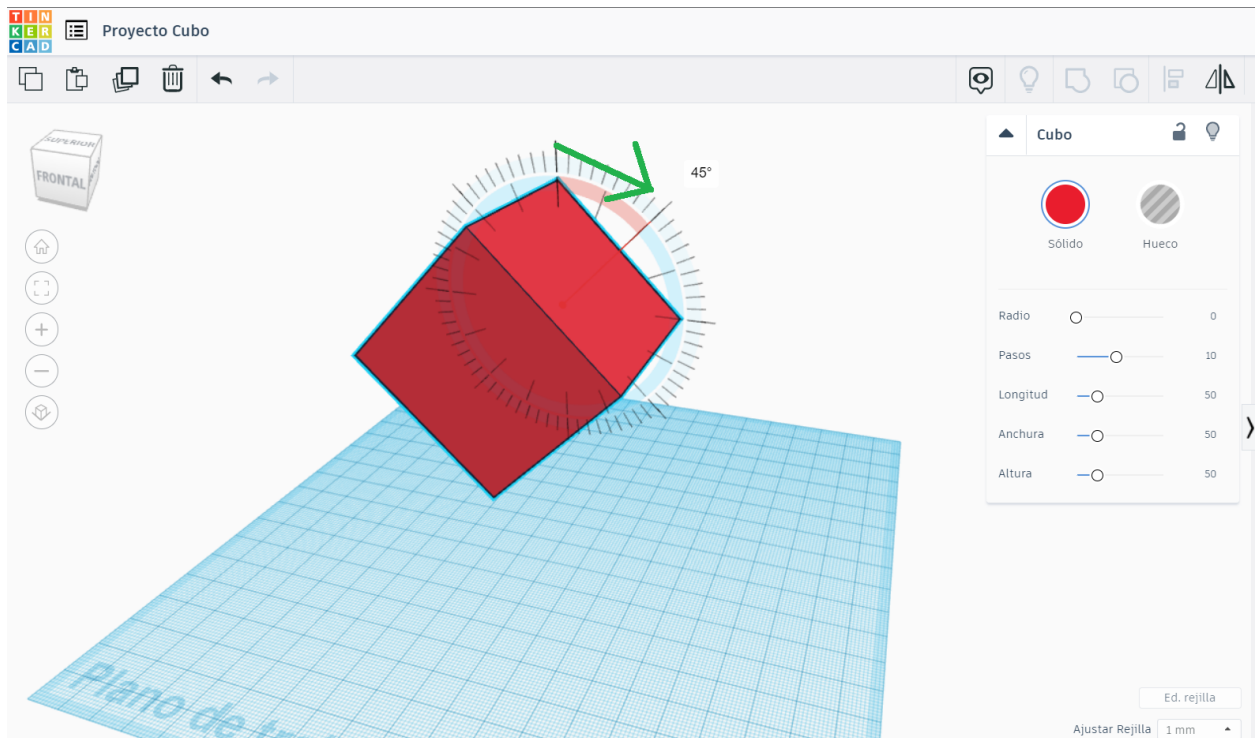 TIN
KER
CAD
Proyecto Cubo
SUPERIOR
FRONTAL
45°
Cubo
Sólido
Hueco
Radio 0
Pasos 10
Longitud 50
Anchura 50
Altura 50
Plano de
Ed. rejilla
Ajustar Rejilla 1 mm